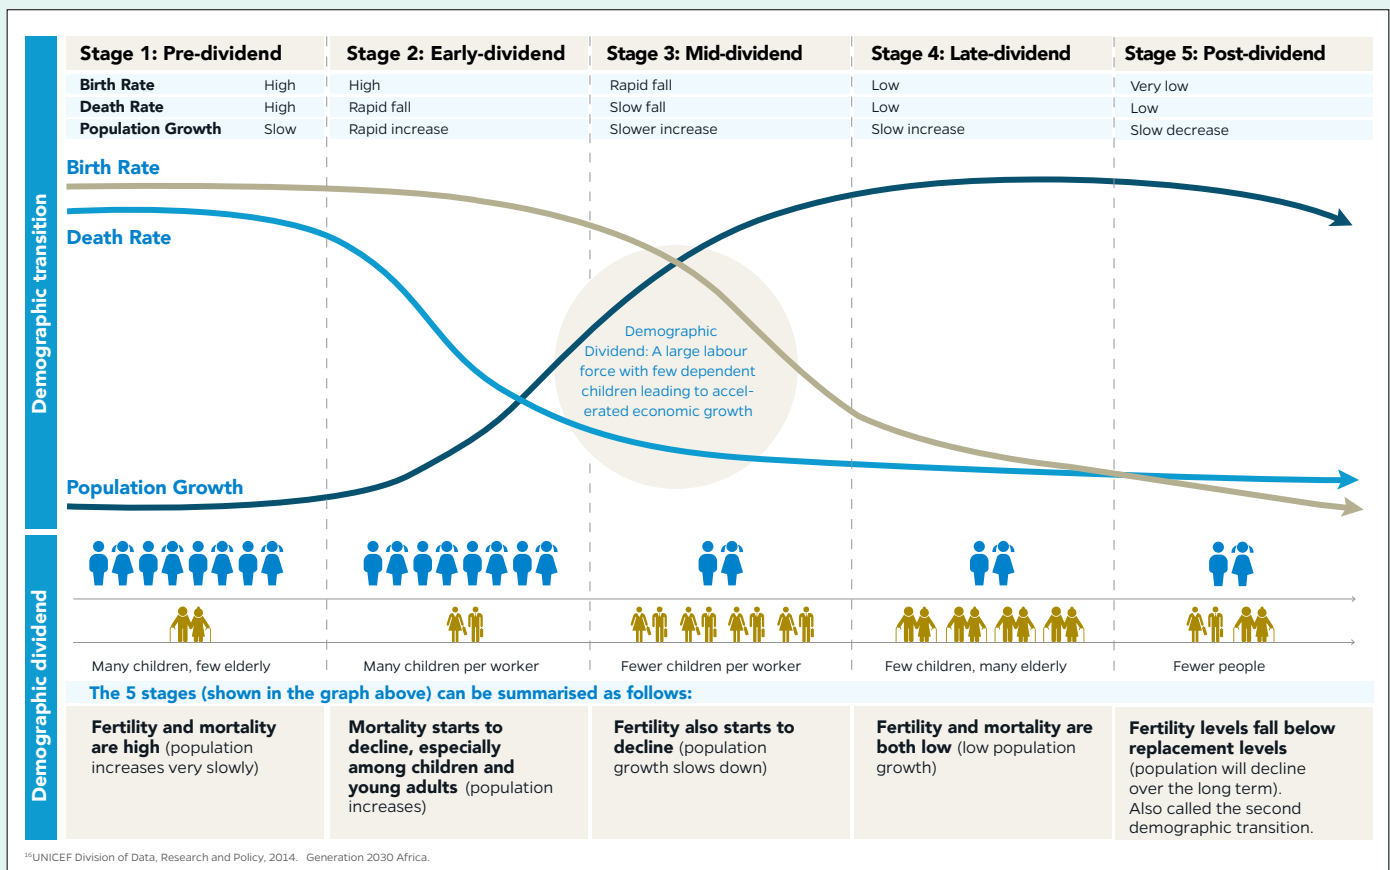 Demographic transition
Stage 1: Pre-dividend
Stage 2: Early-dividend
Stage 3: Mid-dividend
Stage 4: Late-dividend
Stage 5: Post-dividend
Birth Rate High High Rapid fall Low Very low
Death Rate High Rapid fall Slow fall Low Low
Population Growth Slow Rapid increase Slower increase Slow increase Slow decrease
Birth Rate
Death Rate
Demographic
Dividend: A large labour
force with few dependent
children leading to accel-
erated economic growth
Population Growth
Demographic dividend
Many children, few elderly
Many children per worker
Fewer children per worker
Few children, many elderly
Fewer people
The 5 stages (shown in the graph above) can be summarised as follows:
Fertility and mortality
are high (population
increases very slowly)
Mortality starts to
decline, especially
among children and
young adults (population
increases)
Fertility also starts to
decline (population
growth slows down)
Fertility and mortality are
both low (low population
growth)
Fertility levels fall below
replacement levels
(population will decline
over the long term).
Also called the second
demographic transition.
16UNICEF Division of Data, Research and Policy, 2014. Generation 2030 Africa.